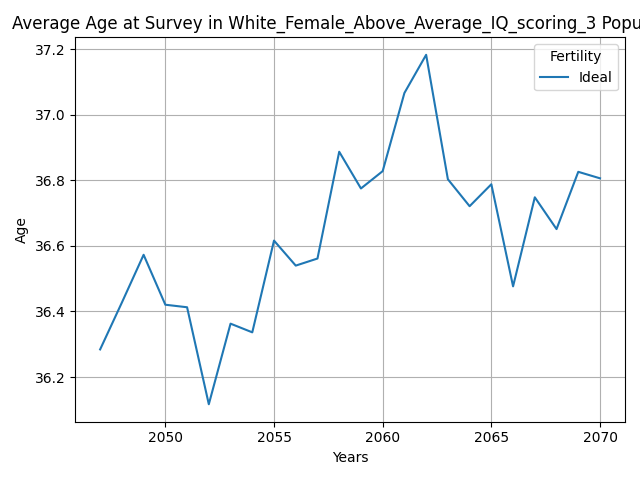 Average Age at Survey in White_Female_Above_Average_IQ_scoring_3 Popu
37.2
37.0
36.8
36.6
36.4
36.2
Age
Fertility
Ideal
2050 2055 2060 2065 2070
Years